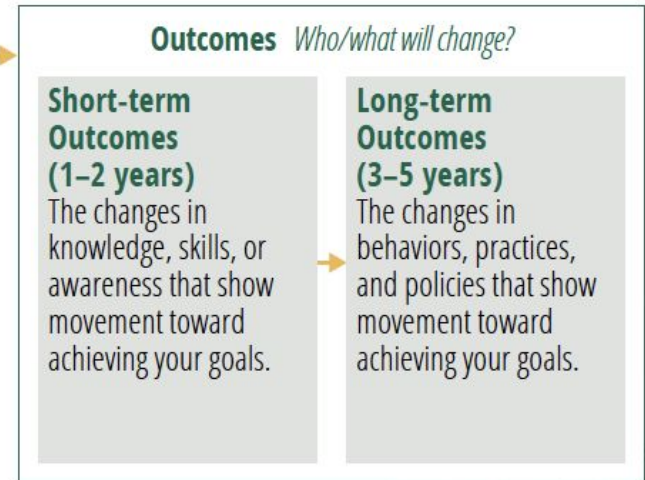 Outcomes Who/what will change?
Short-term
Outcomes
(1–2 years)
The changes in
knowledge, skills, or
awareness that show
movement toward
achieving your goals.
Long-term
Outcomes
(3–5 years)
The changes in
behaviors, practices,
and policies that show
movement toward
achieving your goals.